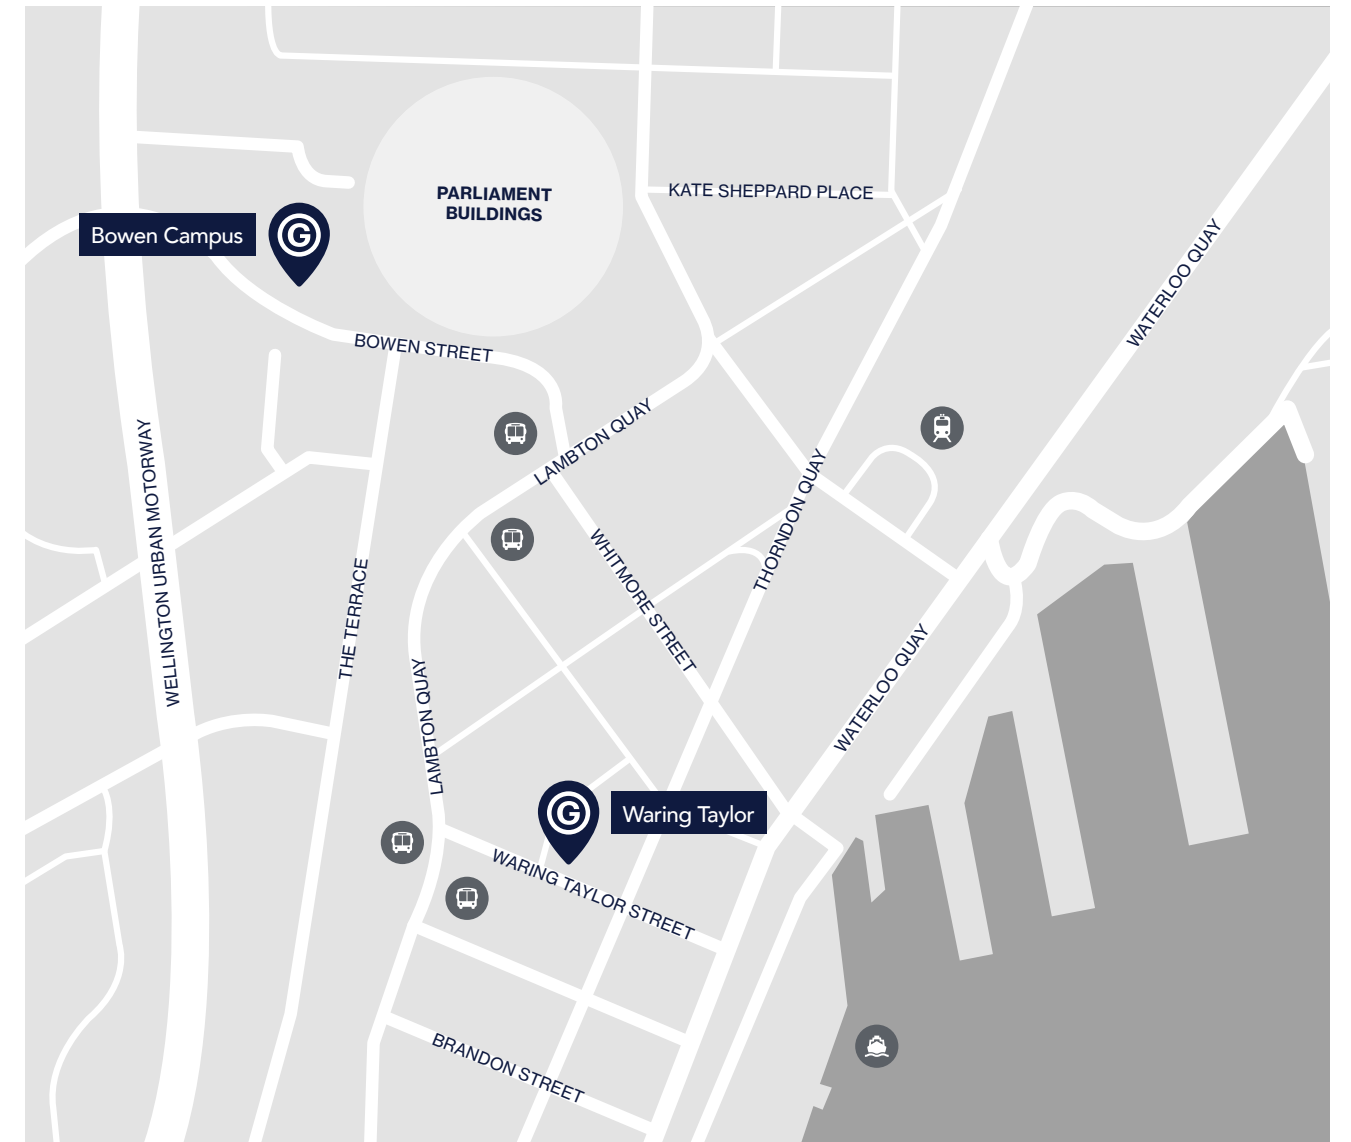 PARLIAMENT
BUILDINGS
KATE SHEPPARD PLACE
Bowen Campus
G
WATERLOO QUAY
BOWEN STREET
LAMBTON QUAY
WELLINGTON URBAN MOTORWAY
THORNDON QUAY
WHITMORE STREET
THE TERRACE
LAMBTON QUAY
WATERLOO QUAY
G
Waring Taylor
WARING TAYLOR STREET
BRANDON STREET